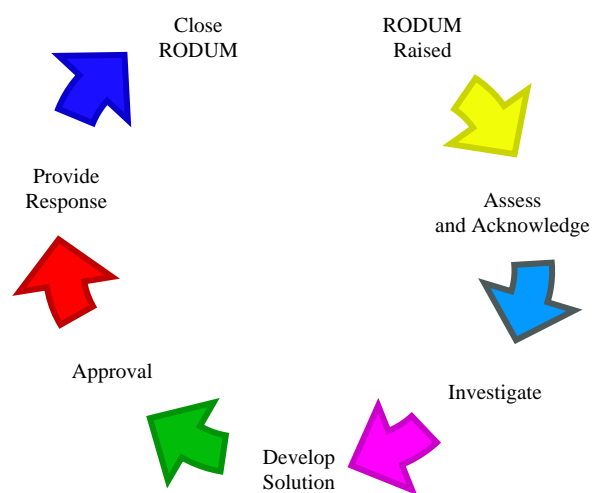 RODUM
Raised
Assess
and Acknowledge
Investigate
Develop
Solution
Approval
Provide
Response
Close
RODUM